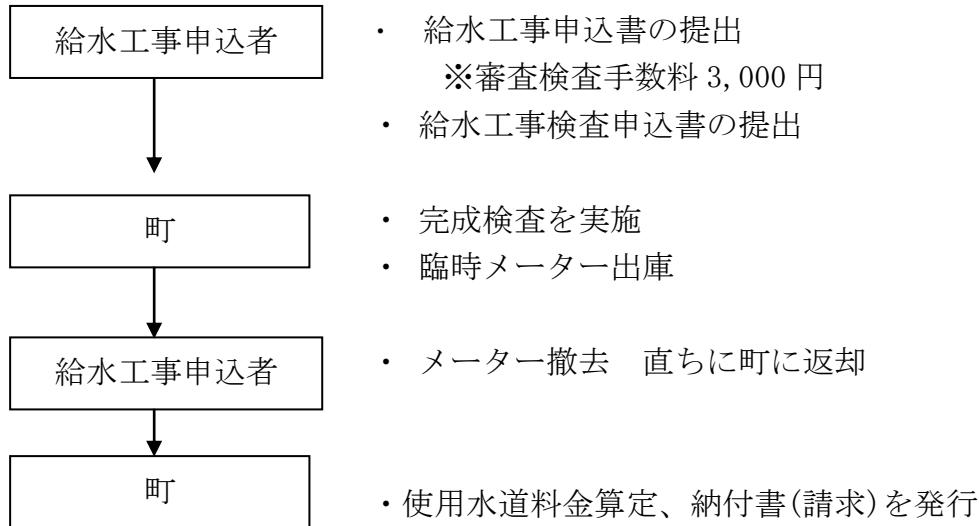 給水工事申込者
・ 給水工事申込書の提出
※審査検査手数料 3,000 円
・ 給水工事検査申込書の提出
町
・ 完成検査を実施
・ 臨時メーター出庫
給水工事申込者
・ メーター撤去　直ちに町に返却
町
・使用水道料金算定、納付書(請求)を発行